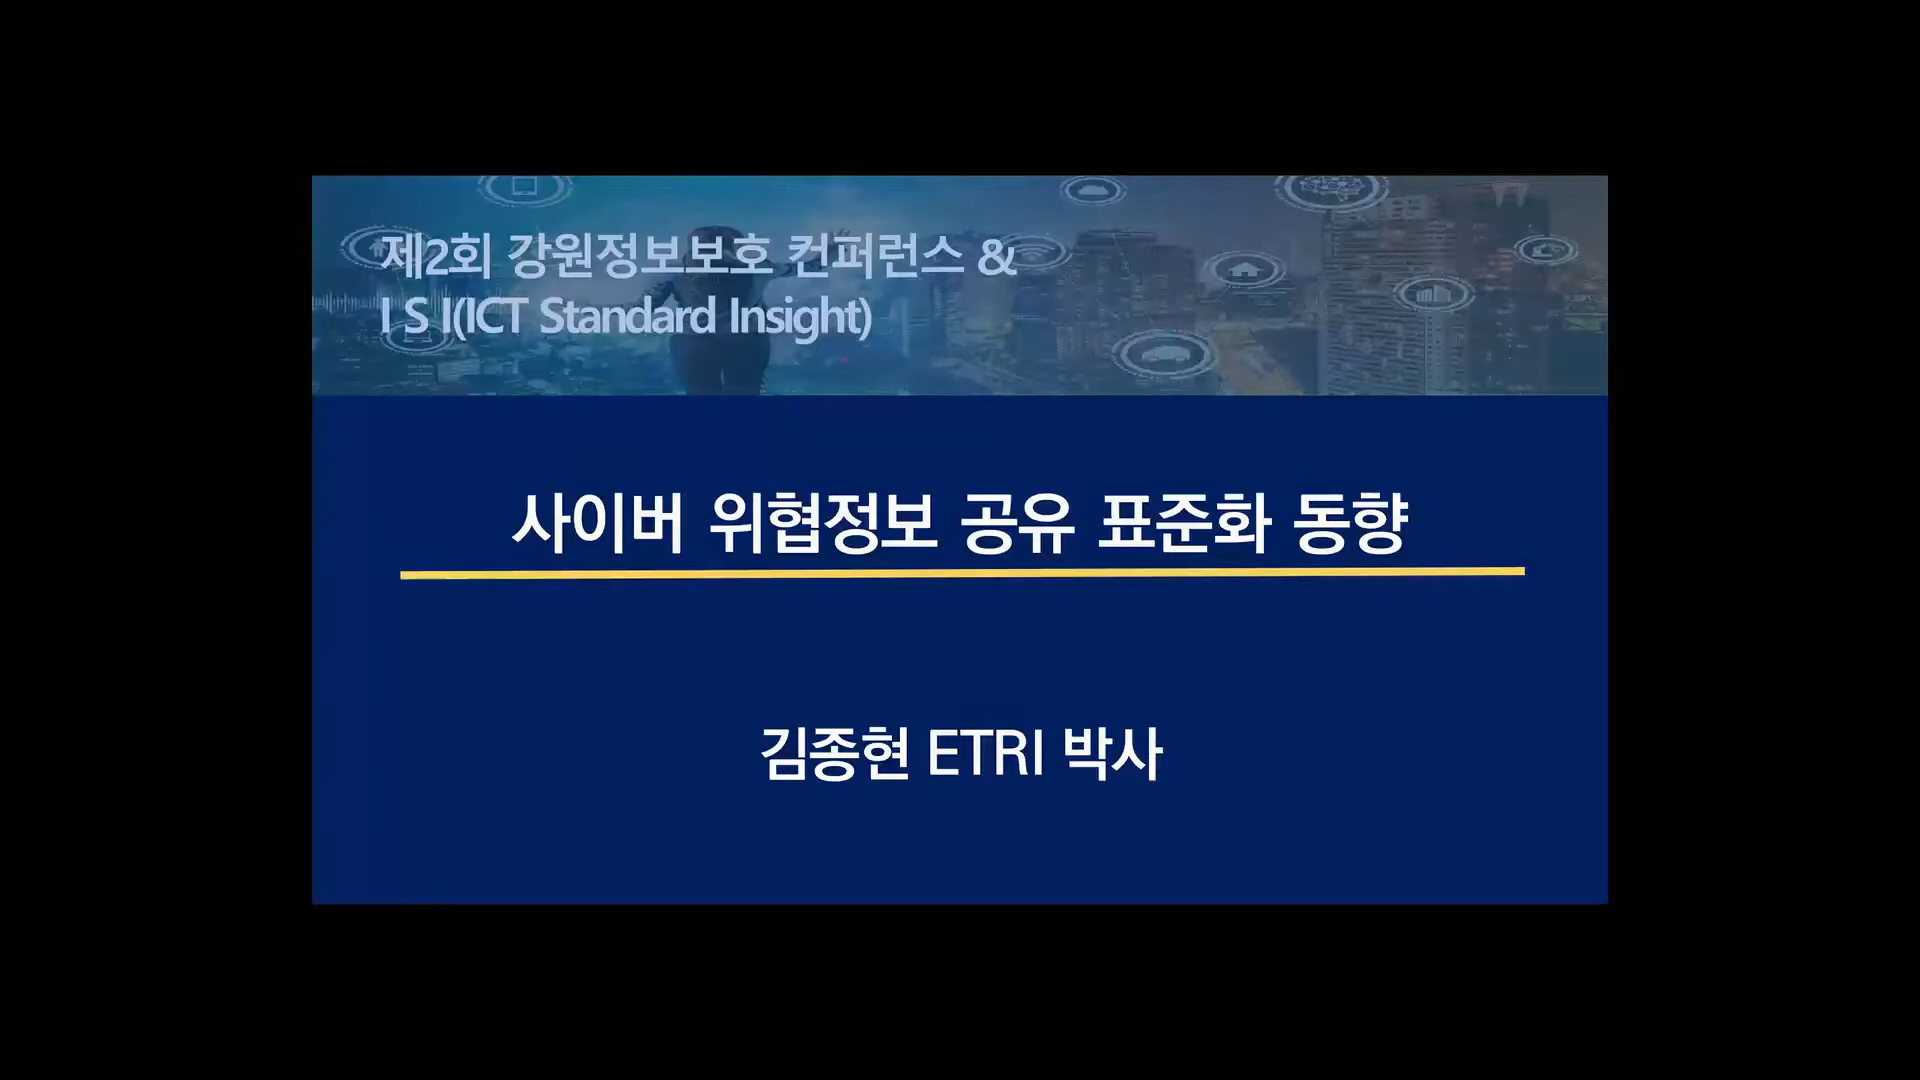 제2회 강원정보보호 컨퍼런스 &
I S I(ICT Standard Insight)
사이버 위협정보 공유 표준화 동향
김종현 ETRI 박사